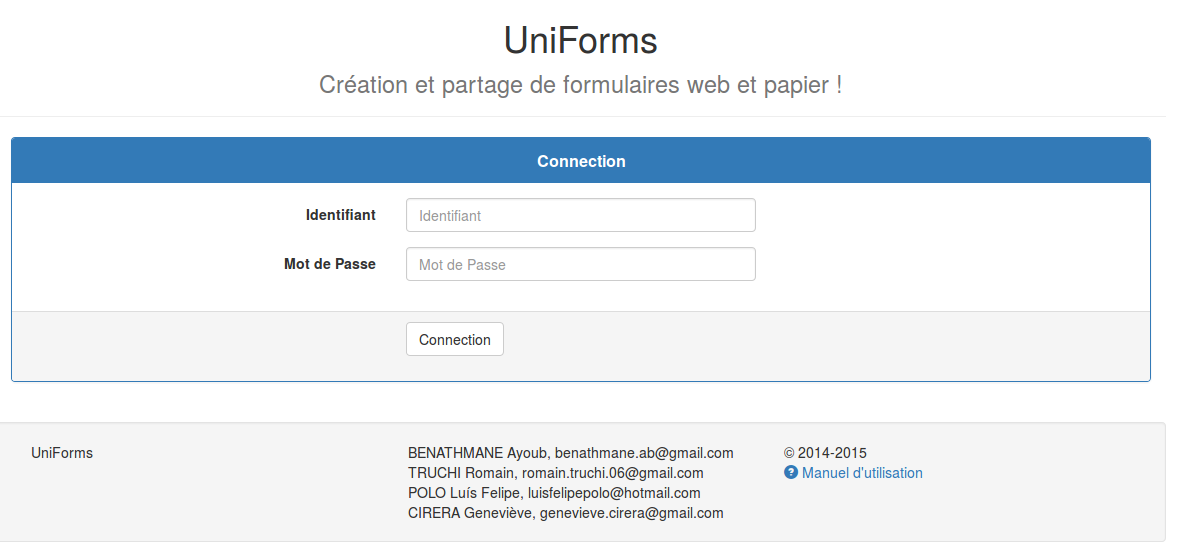 UniForms
Création et partage de formulaires web et papier !
Connection
Identifiant
Identifiant
Mot de Passe
Mot de Passe
Connection
UniForms
BENATHMANE Ayoub, benathmane.ab@gmail.com
TRUCHI Romain, romain.truchi.06@gmail.com
POLO Luís Felipe, luisfelipepolo@hotmail.com
CIRERA Geneviève, genevieve.cirera@gmail.com
© 2014-2015
Manuel d'utilisation